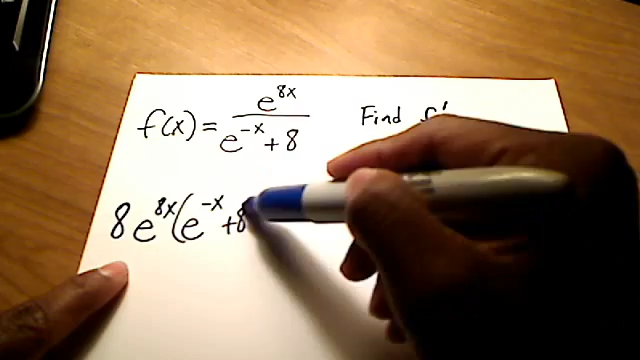 f(x) = e^{8x} / (e^{-x} + 8) Find f'
8e^{8x}(e^{-x} + 8